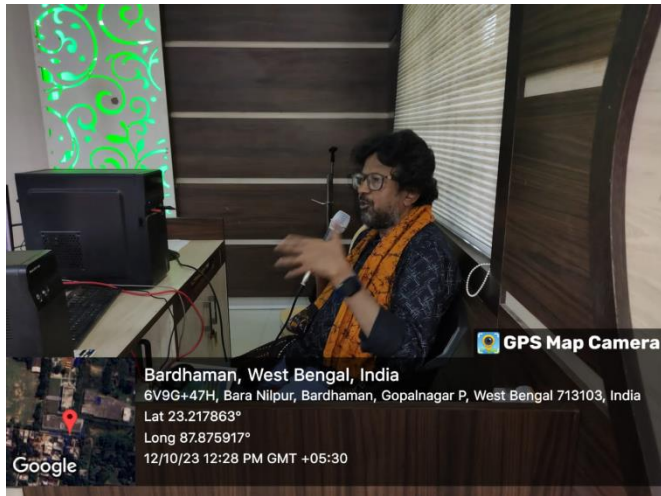 GPS Map Camera
Bardhaman, West Bengal, India
6V9G+47H, Bara Nilpur, Bardhaman, Gopalnagar P, West Bengal 713103, India
Lat 23.217863°
Long 87.875917°
12/10/23 12:28 PM GMT +05:30
Google